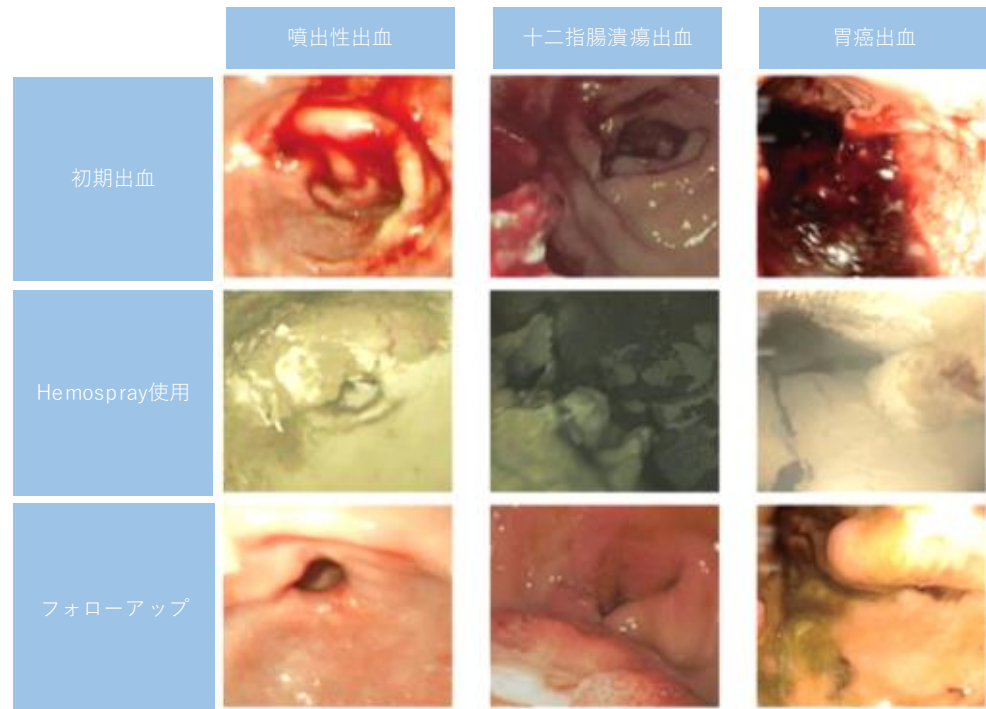 噴出性出血
十二指腸潰瘍出血
胃癌出血
初期出血
Hemospray使用
フォローアップ